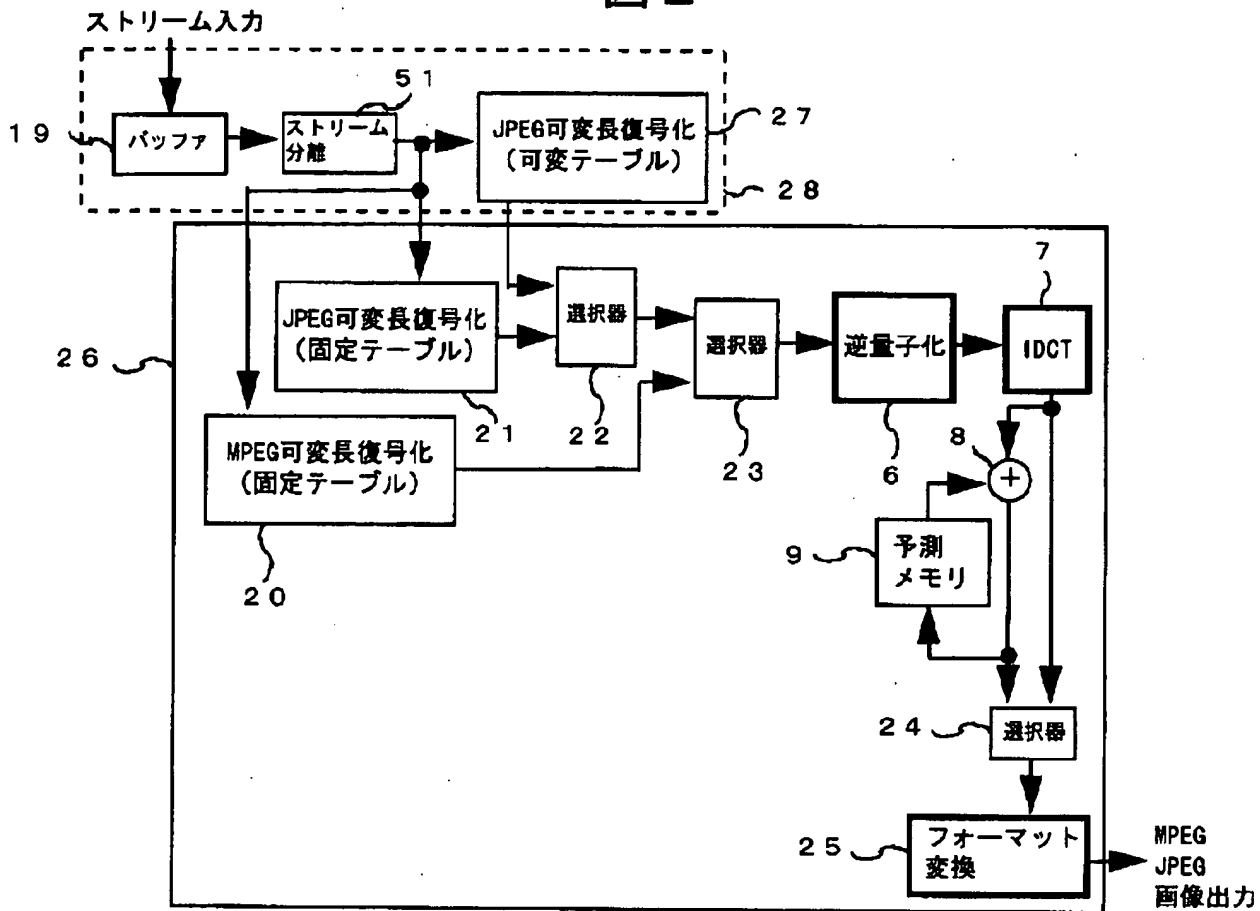 ストリーム入力
51
19
バッファ
ストリーム
分離
JPEG可変長復号化
(可変テーブル)
27
28
7
JPEG可変長復号化
(固定テーブル)
選択器
選択器
逆量子化
IDCT
26
21
22
23
6
8
+
MPEG可変長復号化
(固定テーブル)
20
9
予測
メモリ
24
選択器
25
フォーマット
変換
MPEG
JPEG
画像出力